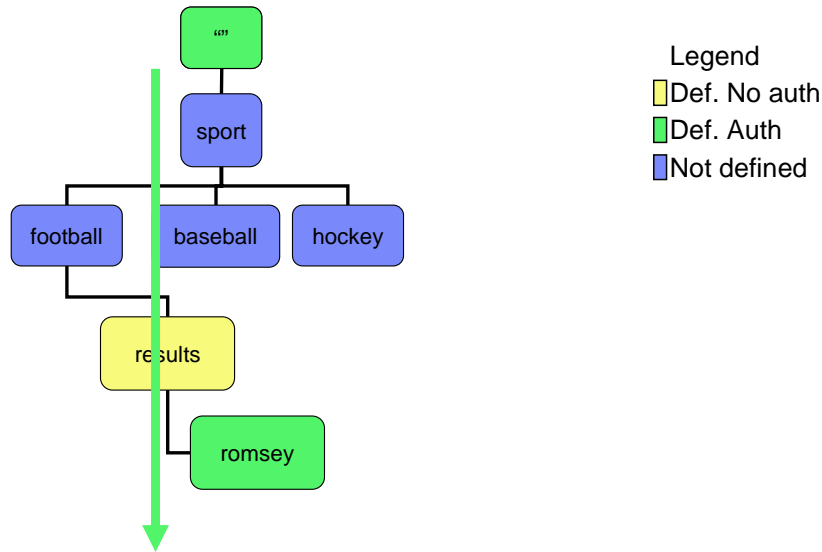 “”
Legend
Def. No auth
Def. Auth
Not defined
sport
football
baseball
hockey
results
romsey